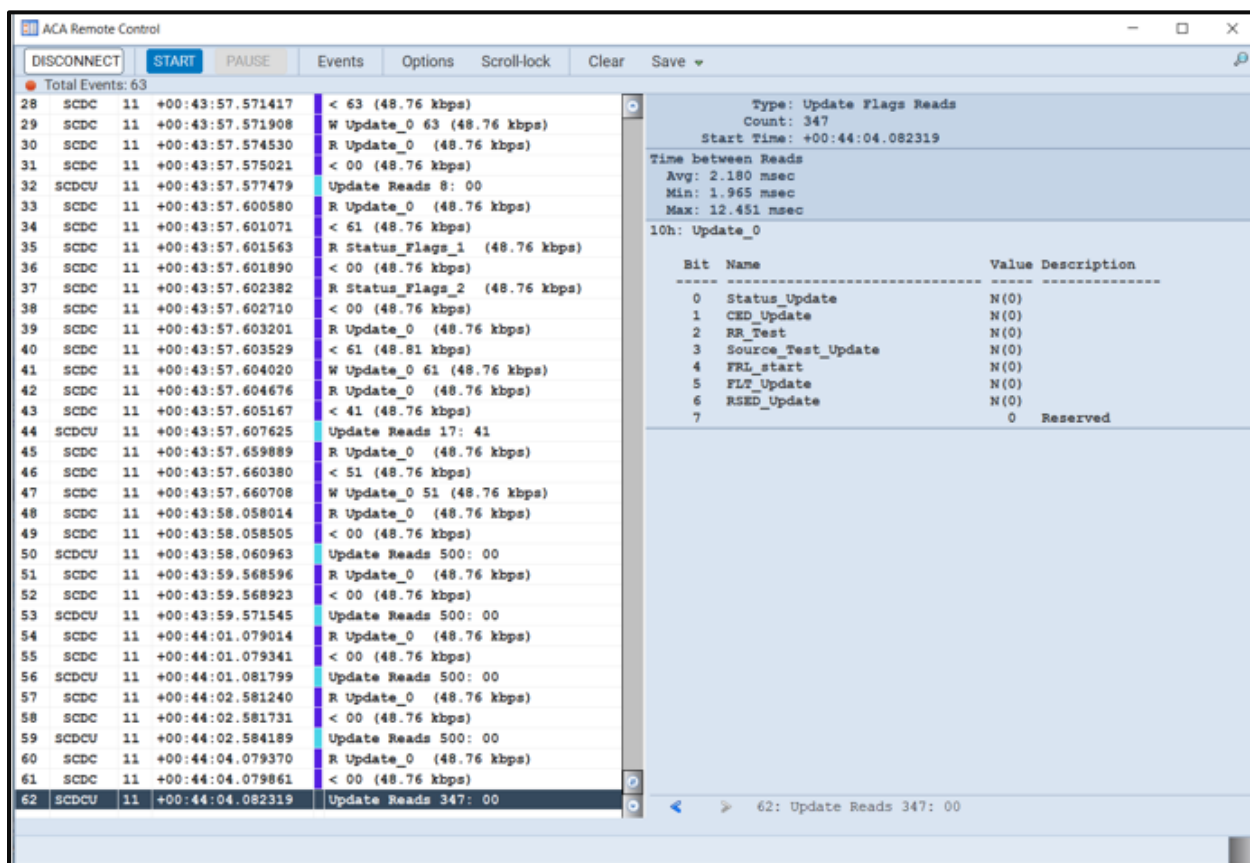 ACA Remote Control
DISCONNECT START PAUSE Events Options Scroll-lock Clear Save
Total Events: 63
28 SCDC 11 +00:43:57.571417 < 63 (48.76 kbps)
29 SCDC 11 +00:43:57.571908 W Update_0 63 (48.76 kbps)
30 SCDC 11 +00:43:57.574530 R Update_0 (48.76 kbps)
31 SCDC 11 +00:43:57.575021 < 00 (48.76 kbps)
32 SCDCU 11 +00:43:57.577479 Update Reads 8: 00
33 SCDC 11 +00:43:57.600580 R Update_0 (48.76 kbps)
34 SCDC 11 +00:43:57.601071 < 61 (48.76 kbps)
35 SCDC 11 +00:43:57.601563 R Status_Flags_1 (48.76 kbps)
36 SCDC 11 +00:43:57.601890 < 00 (48.76 kbps)
37 SCDC 11 +00:43:57.602382 R Status_Flags_2 (48.76 kbps)
38 SCDC 11 +00:43:57.602710 < 00 (48.76 kbps)
39 SCDC 11 +00:43:57.603201 R Update_0 (48.76 kbps)
40 SCDC 11 +00:43:57.603529 < 61 (48.81 kbps)
41 SCDC 11 +00:43:57.604020 W Update_0 61 (48.76 kbps)
42 SCDC 11 +00:43:57.604676 R Update_0 (48.76 kbps)
43 SCDC 11 +00:43:57.605167 < 41 (48.76 kbps)
44 SCDCU 11 +00:43:57.607625 Update Reads 17: 41
45 SCDC 11 +00:43:57.659889 R Update_0 (48.76 kbps)
46 SCDC 11 +00:43:57.660380 < 51 (48.76 kbps)
47 SCDC 11 +00:43:57.660708 W Update_0 51 (48.76 kbps)
48 SCDC 11 +00:43:58.058014 R Update_0 (48.76 kbps)
49 SCDC 11 +00:43:58.058505 < 00 (48.76 kbps)
50 SCDCU 11 +00:43:58.060963 Update Reads 500: 00
51 SCDC 11 +00:43:59.568596 R Update_0 (48.76 kbps)
52 SCDC 11 +00:43:59.568923 < 00 (48.76 kbps)
53 SCDCU 11 +00:43:59.571545 Update Reads 500: 00
54 SCDC 11 +00:44:01.079014 R Update_0 (48.76 kbps)
55 SCDC 11 +00:44:01.079341 < 00 (48.76 kbps)
56 SCDCU 11 +00:44:01.081799 Update Reads 500: 00
57 SCDC 11 +00:44:02.581240 R Update_0 (48.76 kbps)
58 SCDC 11 +00:44:02.581731 < 00 (48.76 kbps)
59 SCDCU 11 +00:44:02.584189 Update Reads 500: 00
60 SCDC 11 +00:44:04.079370 R Update_0 (48.76 kbps)
61 SCDC 11 +00:44:04.079861 < 00 (48.76 kbps)
62 SCDCU 11 +00:44:04.082319 Update Reads 347: 00
Type: Update Flags Reads
Count: 347
Start Time: +00:44:04.082319
Time between Reads
Avg: 2.180 msec
Min: 1.965 msec
Max: 12.451 msec
10h: Update_0
Bit Name Value Description
----- ------------------------------ ----- --------------
0 Status_Update N(0)
1 CED_Update N(0)
2 RR_Test N(0)
3 Source_Test_Update N(0)
4 FRL_start N(0)
5 FLT_Update N(0)
6 RSED_Update N(0)
7 0 Reserved
62: Update Reads 347: 00